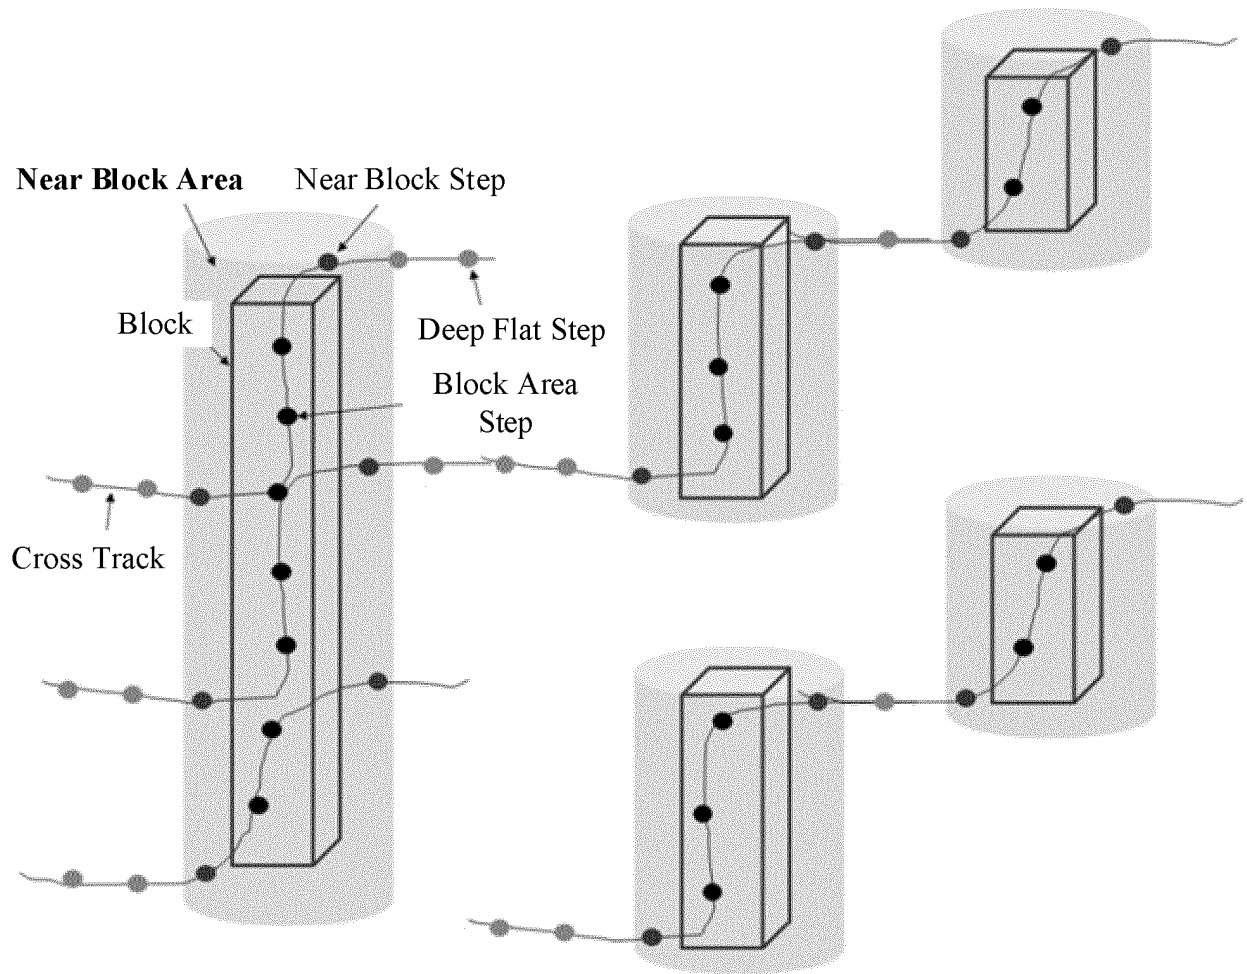 Near Block Area
Near Block Step
Block
Deep Flat Step
Block Area
Step
Cross Track